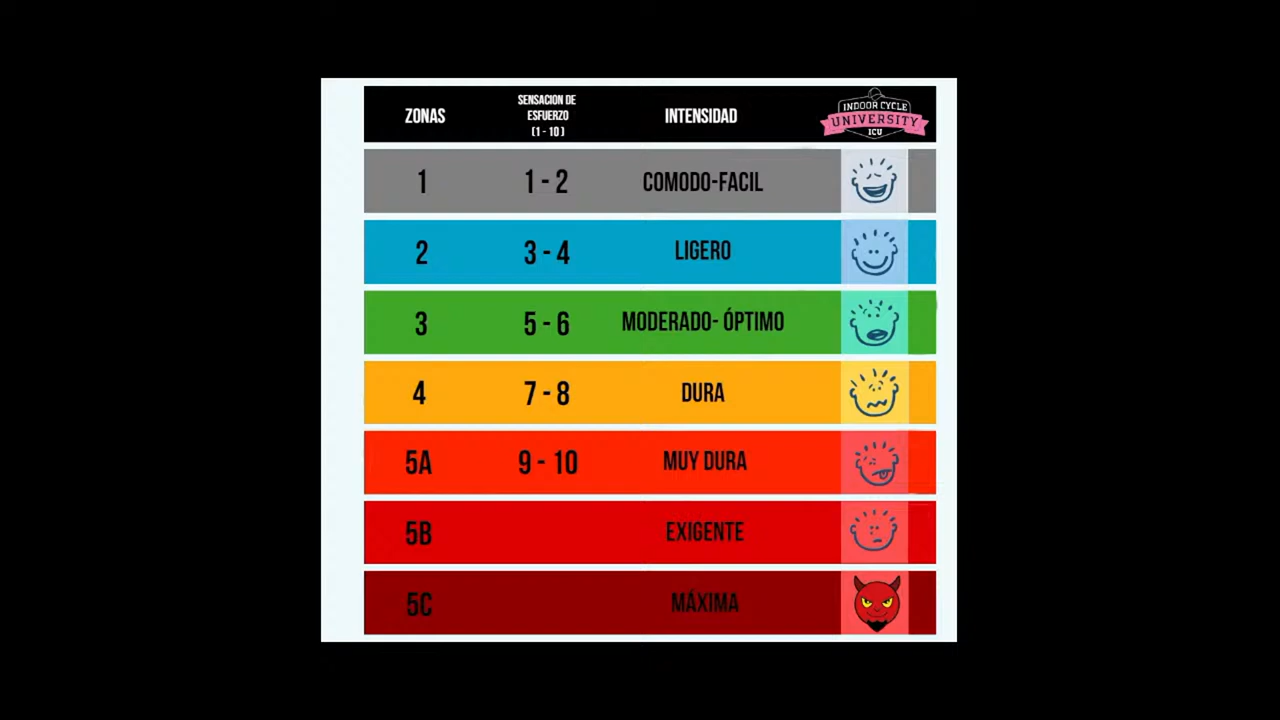 ZONAS
SENSACION DE
ESFUERZO
(1 - 10)
INTENSIDAD
INDOOR CYCLE
UNIVERSITY
ICU
1 1 - 2 COMODO-FACIL
2 3 - 4 LIGERO
3 5 - 6 MODERADO- ÓPTIMO
4 7 - 8 DURA
5A 9 - 10 MUY DURA
5B EXIGENTE
5C MÁXIMA